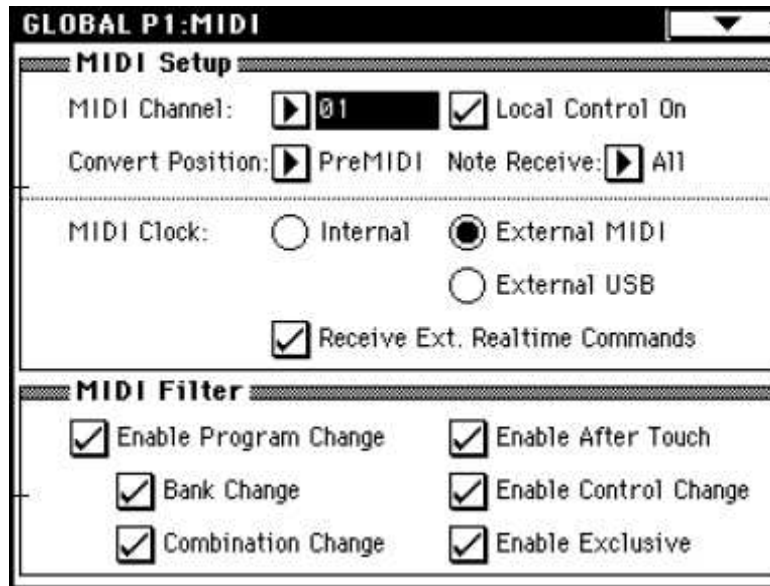 GLOBAL P1:MIDI
MIDI Setup
MIDI Channel: 01 Local Control On
Convert Position: PreMIDI Note Receive: All
MIDI Clock: Internal External MIDI
External USB
Receive Ext. Realtime Commands
MIDI Filter
Enable Program Change Enable After Touch
Bank Change Enable Control Change
Combination Change Enable Exclusive